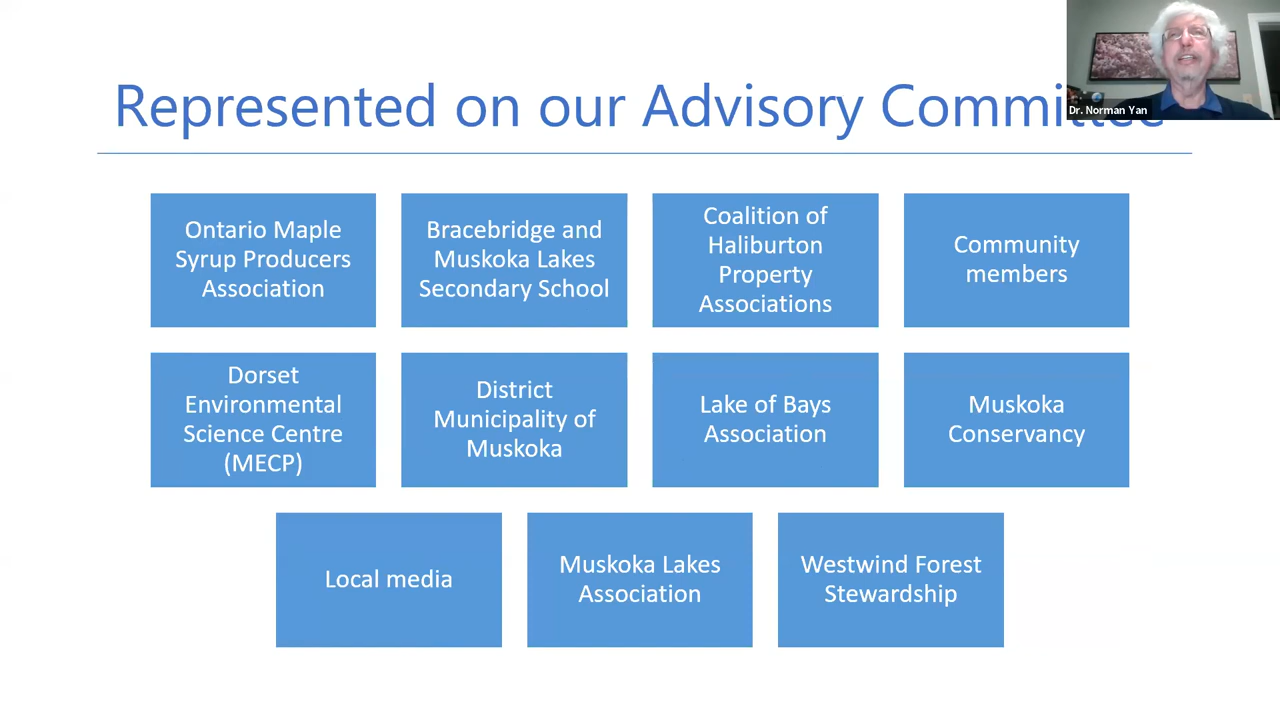 Represented on our Advisory Committee
Dr. Norman Yan
Ontario Maple
Syrup Producers
Association
Bracebridge and
Muskoka Lakes
Secondary School
Coalition of
Haliburton
Property
Associations
Community
members
Dorset
Environmental
Science Centre
(MECP)
District
Municipality of
Muskoka
Lake of Bays
Association
Muskoka
Conservancy
Local media
Muskoka Lakes
Association
Westwind Forest
Stewardship